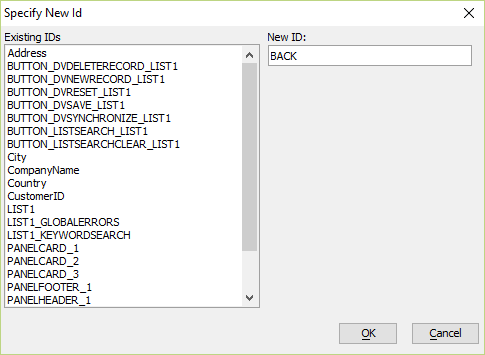 Specify New Id
Existing IDs
Address
BUTTON_DVDELETERECORD_LIST1
BUTTON_DVNEWRECORD_LIST1
BUTTON_DVRESET_LIST1
BUTTON_DVSAVE_LIST1
BUTTON_DVSYNCHRONIZE_LIST1
BUTTON_LISTSEARCH_LIST1
BUTTON_LISTSEARCHCLEAR_LIST1
City
CompanyName
Country
CustomerID
LIST1
LIST1_GLOBALERRORS
LIST1_KEYWORDSEARCH
PANELCARD_1
PANELCARD_2
PANELCARD_3
PANELFOOTER_1
PANELHEADER_1
New ID:
BACK
OK
Cancel